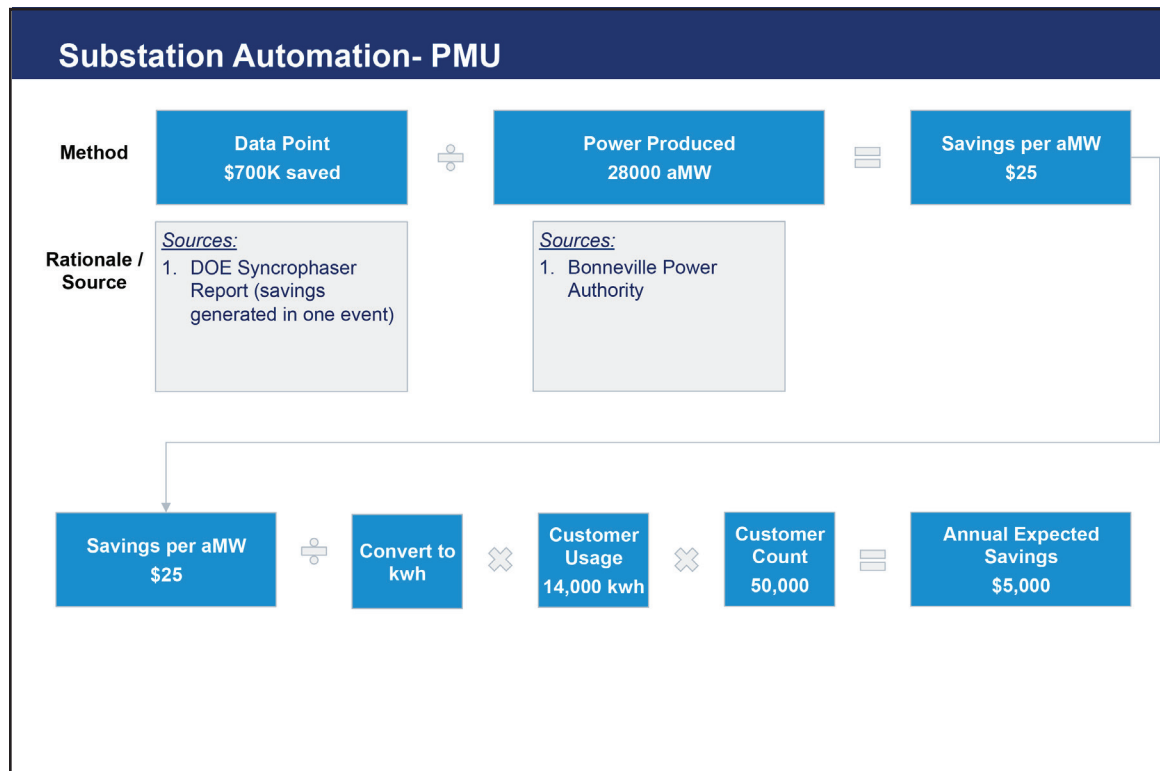 Substation Automation- PMU
Method
Data Point
$700K saved
Power Produced
28000 aMW
Savings per aMW
$25
Rationale /
Source
Sources:
1. DOE Syncrophaser
Report (savings
generated in one event)
Sources:
1. Bonneville Power
Authority
Savings per aMW
$25
Convert to
kwh
Customer
Usage
14,000 kwh
Customer
Count
50,000
Annual Expected
Savings
$5,000